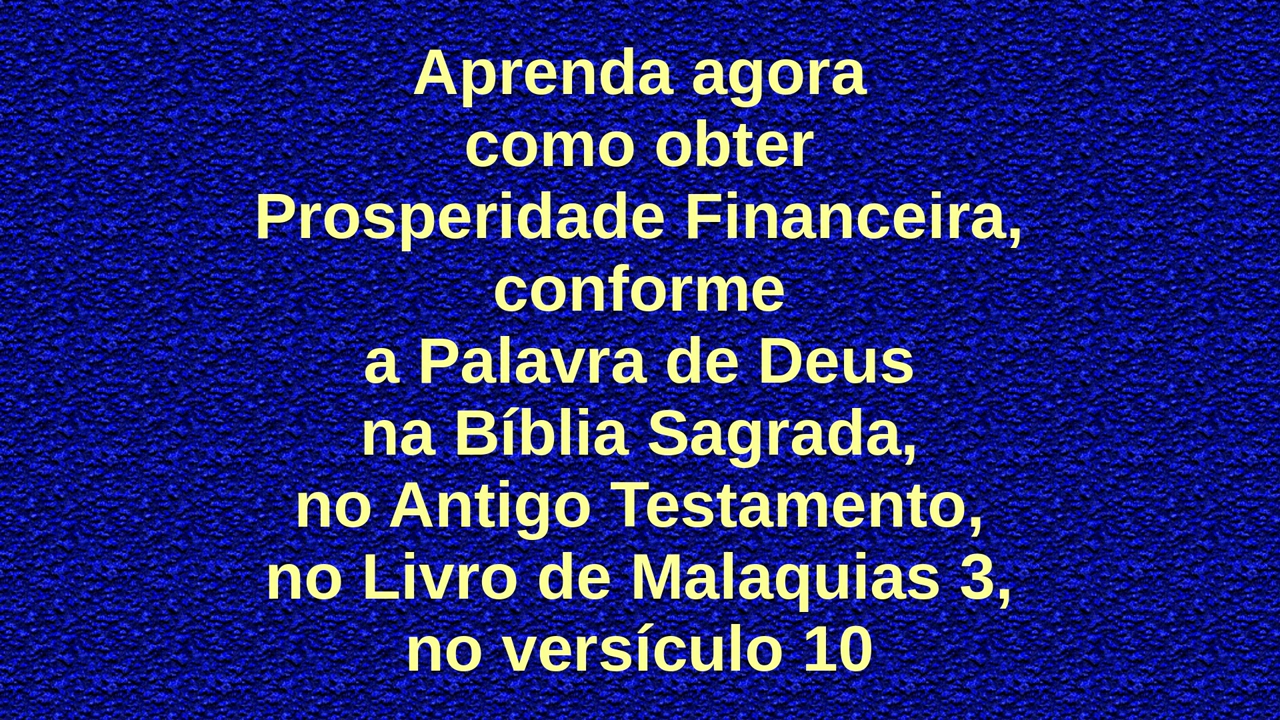 Aprenda agora
como obter
Prosperidade Financeira,
conforme
a Palavra de Deus
na Bíblia Sagrada,
no Antigo Testamento,
no Livro de Malaquias 3,
no versículo 10